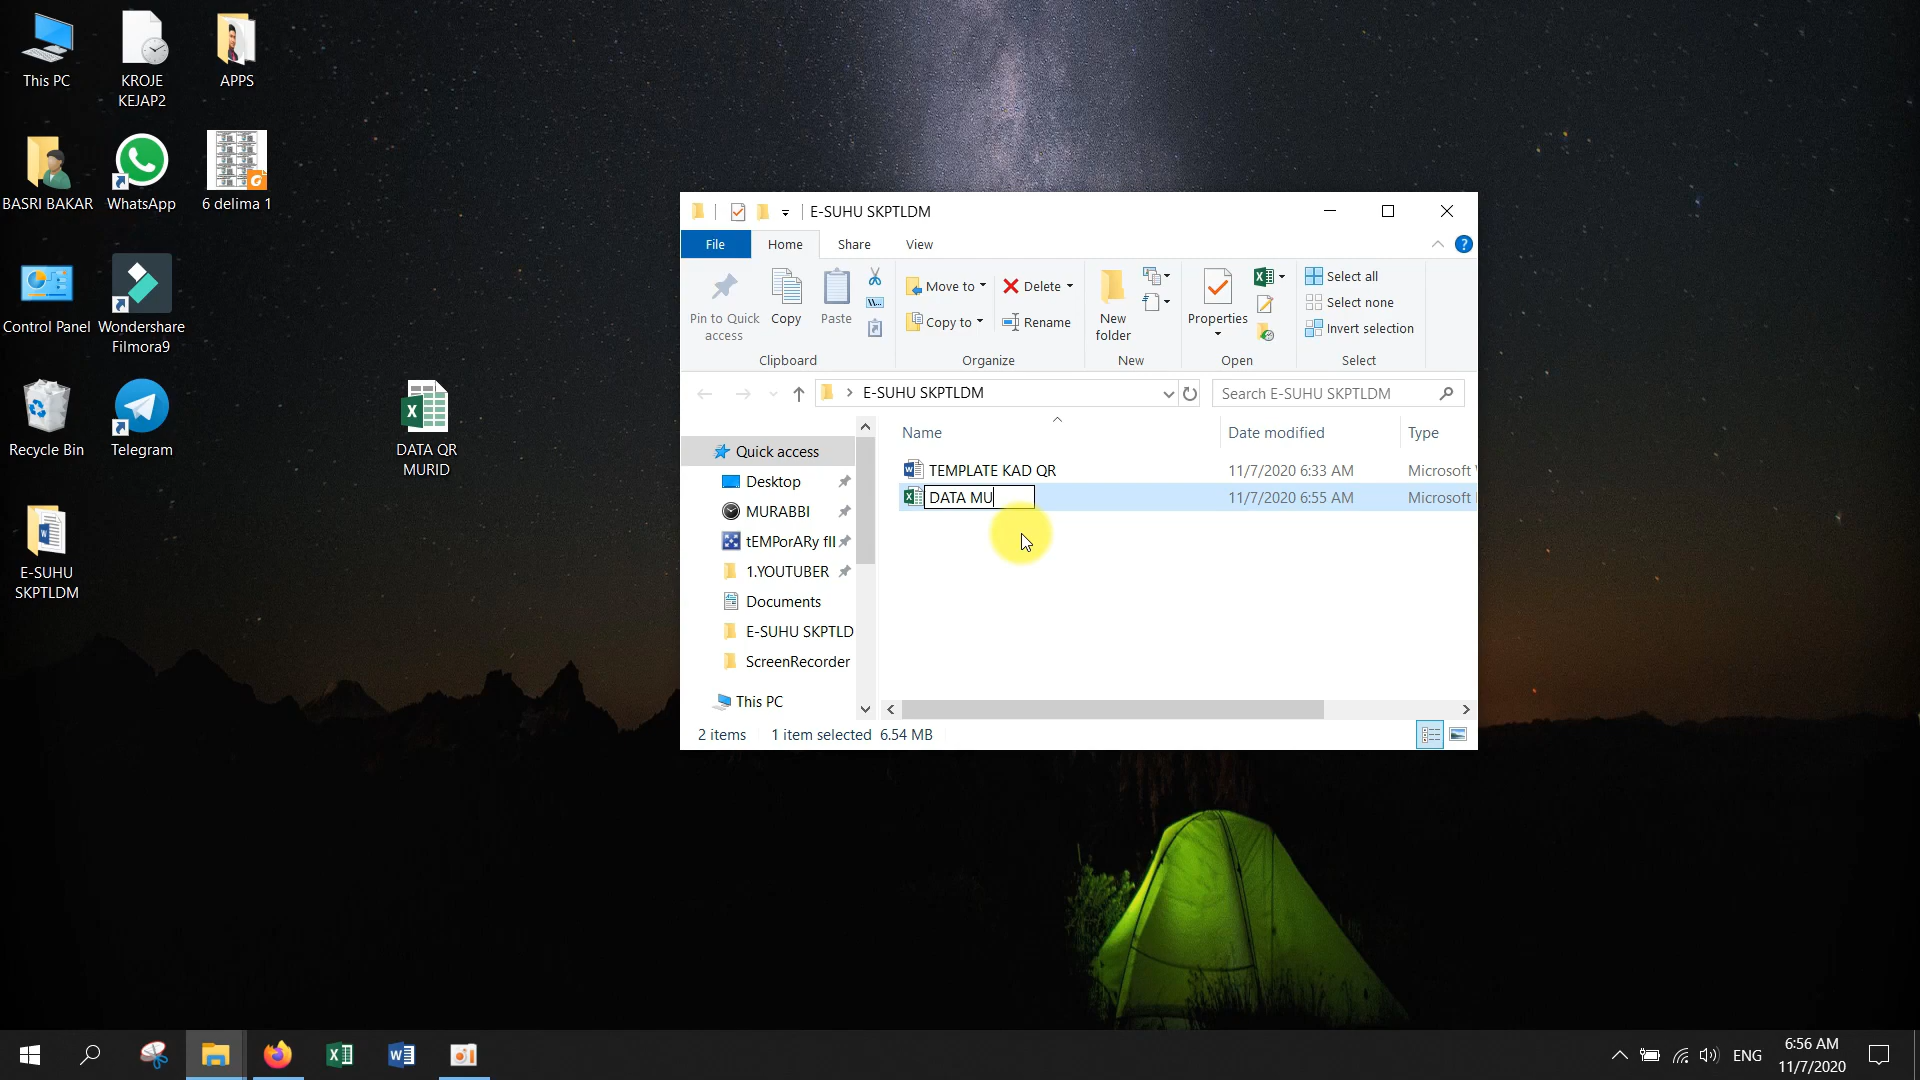 This PC
KROJE
KEJAP2
APPS
BASRI BAKAR
WhatsApp
6 delima 1
Control Panel
Wondershare
Filmora9
Recycle Bin
Telegram
DATA QR
MURID
E-SUHU
SKPTLDM
E-SUHU SKPTLDM
File
Home
Share
View
Pin to Quick
access
Copy
Paste
Clipboard
Move to
Copy to
Delete
Rename
Organize
New
folder
New
Properties
Open
Select all
Select none
Invert selection
Select
E-SUHU SKPTLDM
Search E-SUHU SKPTLDM
Quick access
Desktop
MURABBI
tEMPorARy fIl
1.YOUTUBER
Documents
E-SUHU SKPTLD
ScreenRecorder
This PC
Name Date modified Type
TEMPLATE KAD QR 11/7/2020 6:33 AM Microsoft
DATA MU 11/7/2020 6:55 AM Microsoft
2 items 1 item selected 6.54 MB
ENG
6:56 AM
11/7/2020